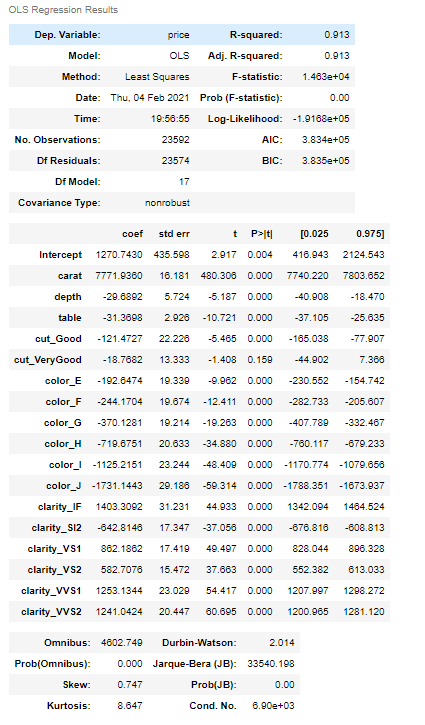 OLS Regression Results
Dep. Variable: price R-squared: 0.913
Model: OLS Adj. R-squared: 0.913
Method: Least Squares F-statistic: 1.463e+04
Date: Thu, 04 Feb 2021 Prob (F-statistic): 0.00
Time: 19:56:55 Log-Likelihood: -1.9168e+05
No. Observations: 23592 AIC: 3.834e+05
Df Residuals: 23574 BIC: 3.835e+05
Df Model: 17
Covariance Type: nonrobust
coef std err t P>|t| [0.025 0.975]
Intercept 1270.7430 435.598 2.917 0.004 416.943 2124.543
carat 7771.9360 16.181 480.306 0.000 7740.220 7803.652
depth -29.6892 5.724 -5.187 0.000 -40.908 -18.470
table -31.3698 2.926 -10.721 0.000 -37.105 -25.635
cut_Good -121.4727 22.226 -5.465 0.000 -165.038 -77.907
cut_VeryGood -18.7682 13.333 -1.408 0.159 -44.902 7.366
color_E -192.6474 19.339 -9.962 0.000 -230.552 -154.742
color_F -244.1704 19.674 -12.411 0.000 -282.733 -205.607
color_G -370.1281 19.214 -19.263 0.000 -407.789 -332.467
color_H -719.6751 20.633 -34.880 0.000 -760.117 -679.233
color_I -1125.2151 23.244 -48.409 0.000 -1170.774 -1079.656
color_J -1731.1443 29.186 -59.314 0.000 -1788.351 -1673.937
clarity_IF 1403.3092 31.231 44.933 0.000 1342.094 1464.524
clarity_SI2 -642.8146 17.347 -37.056 0.000 -676.816 -608.813
clarity_VS1 862.1862 17.419 49.497 0.000 828.044 896.328
clarity_VS2 582.7076 15.472 37.663 0.000 552.382 613.033
clarity_VVS1 1253.1344 23.029 54.417 0.000 1207.997 1298.272
clarity_VVS2 1241.0424 20.447 60.695 0.000 1200.965 1281.120
Omnibus: 4602.749 Durbin-Watson: 2.014
Prob(Omnibus): 0.000 Jarque-Bera (JB): 33540.198
Skew: 0.747 Prob(JB): 0.00
Kurtosis: 8.647 Cond. No. 6.90e+03